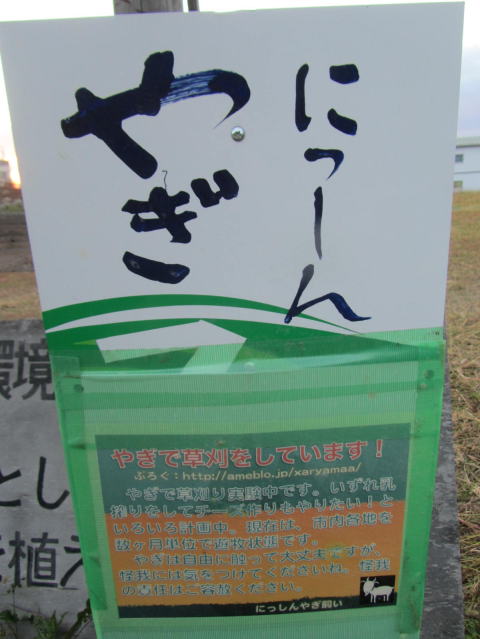 にっしん
やぎ
環境
とし
植え
やぎで草刈をしています！
ぶろぐ：http://ameblo.jp/xaryamaa/
やぎで草刈り実験中です。いずれ乳
搾りをしてチーズ作りもやりたい！と
いろいろ計画中。現在は、市内各地を
数ヶ月単位で遊牧状態です。
やぎは自由に触って大丈夫ですが、
怪我には気をつけてくださいね。怪我
の責任はご容赦ください。
にっしんやぎ飼い